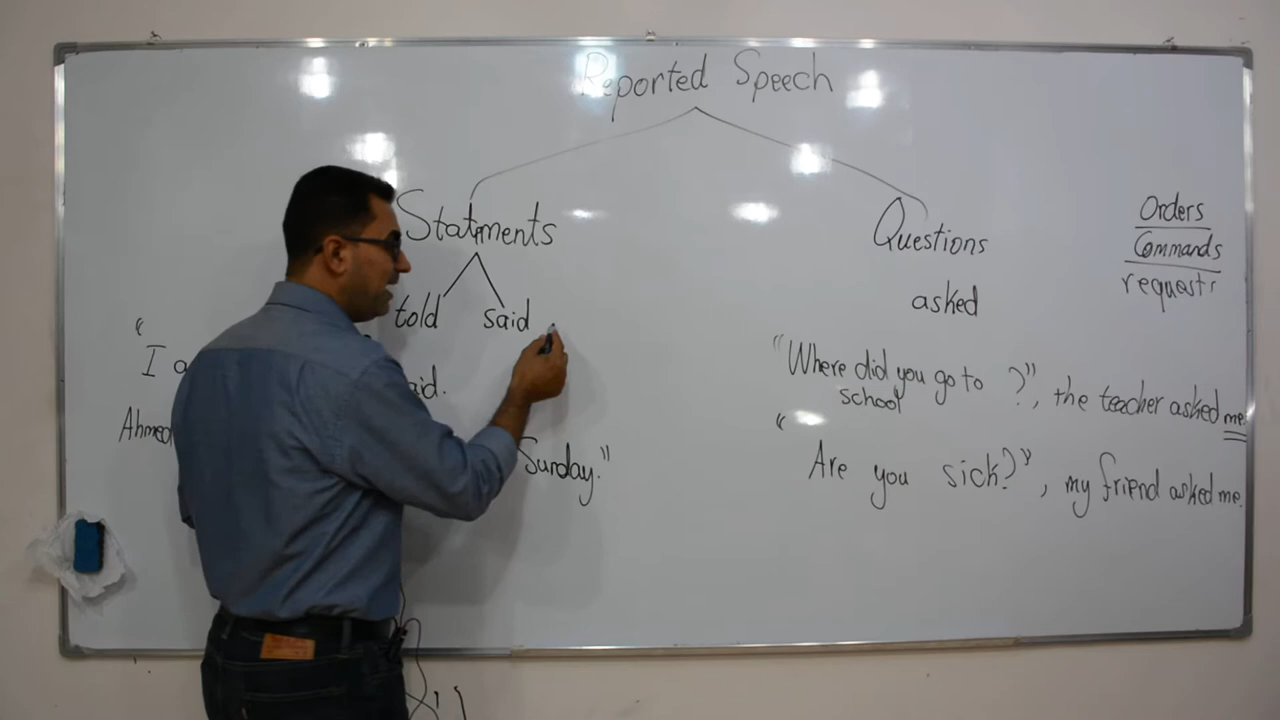 Reported Speech
Statments
Questions
Orders
Commands
requests
told said
asked
"I
said.
Ahmed
Sunday."
"Where did you go to school ?", the teacher asked me.
"Are you sick?", my friend asked me.